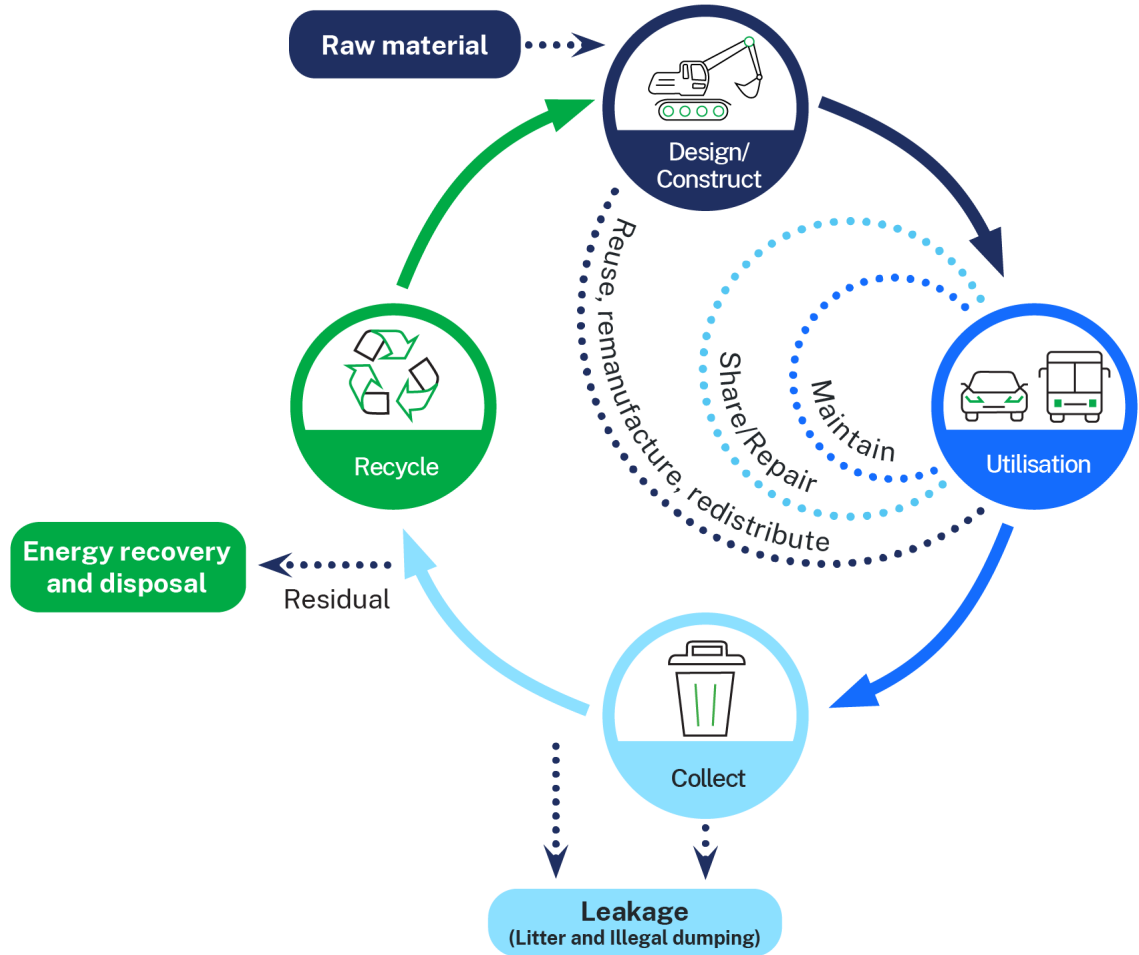 Raw material
Design/
Construct
Reuse, remanufacture, redistribute
Share/Repair
Maintain
Utilisation
Recycle
Energy recovery
and disposal
Residual
Collect
Leakage
(Litter and Illegal dumping)